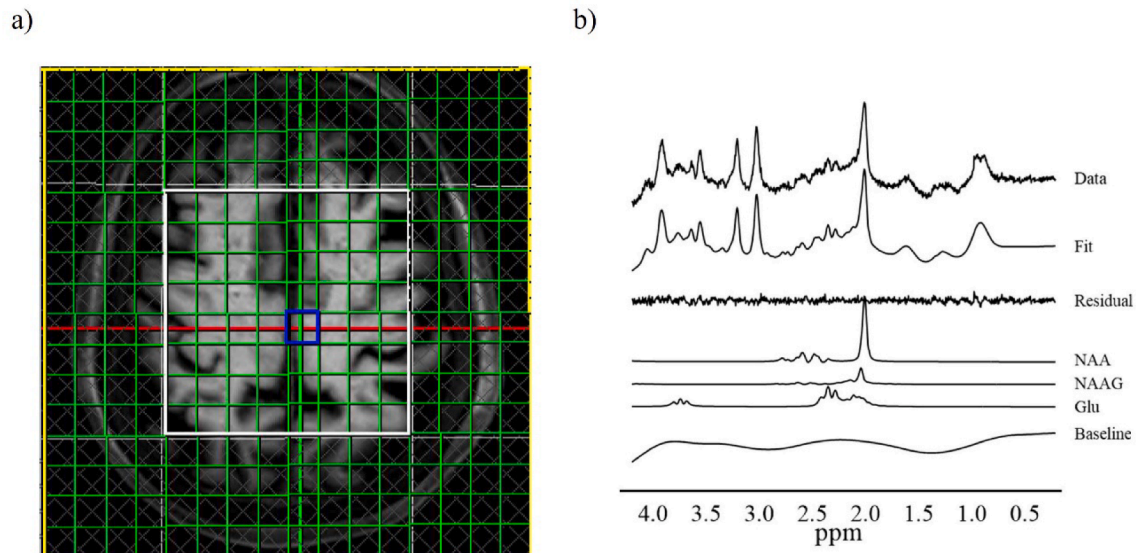 a)
b)
Data
Fit
Residual
NAA
NAAG
Glu
Baseline
4.0 3.5 3.0 2.5 2.0 1.5 1.0 0.5
ppm